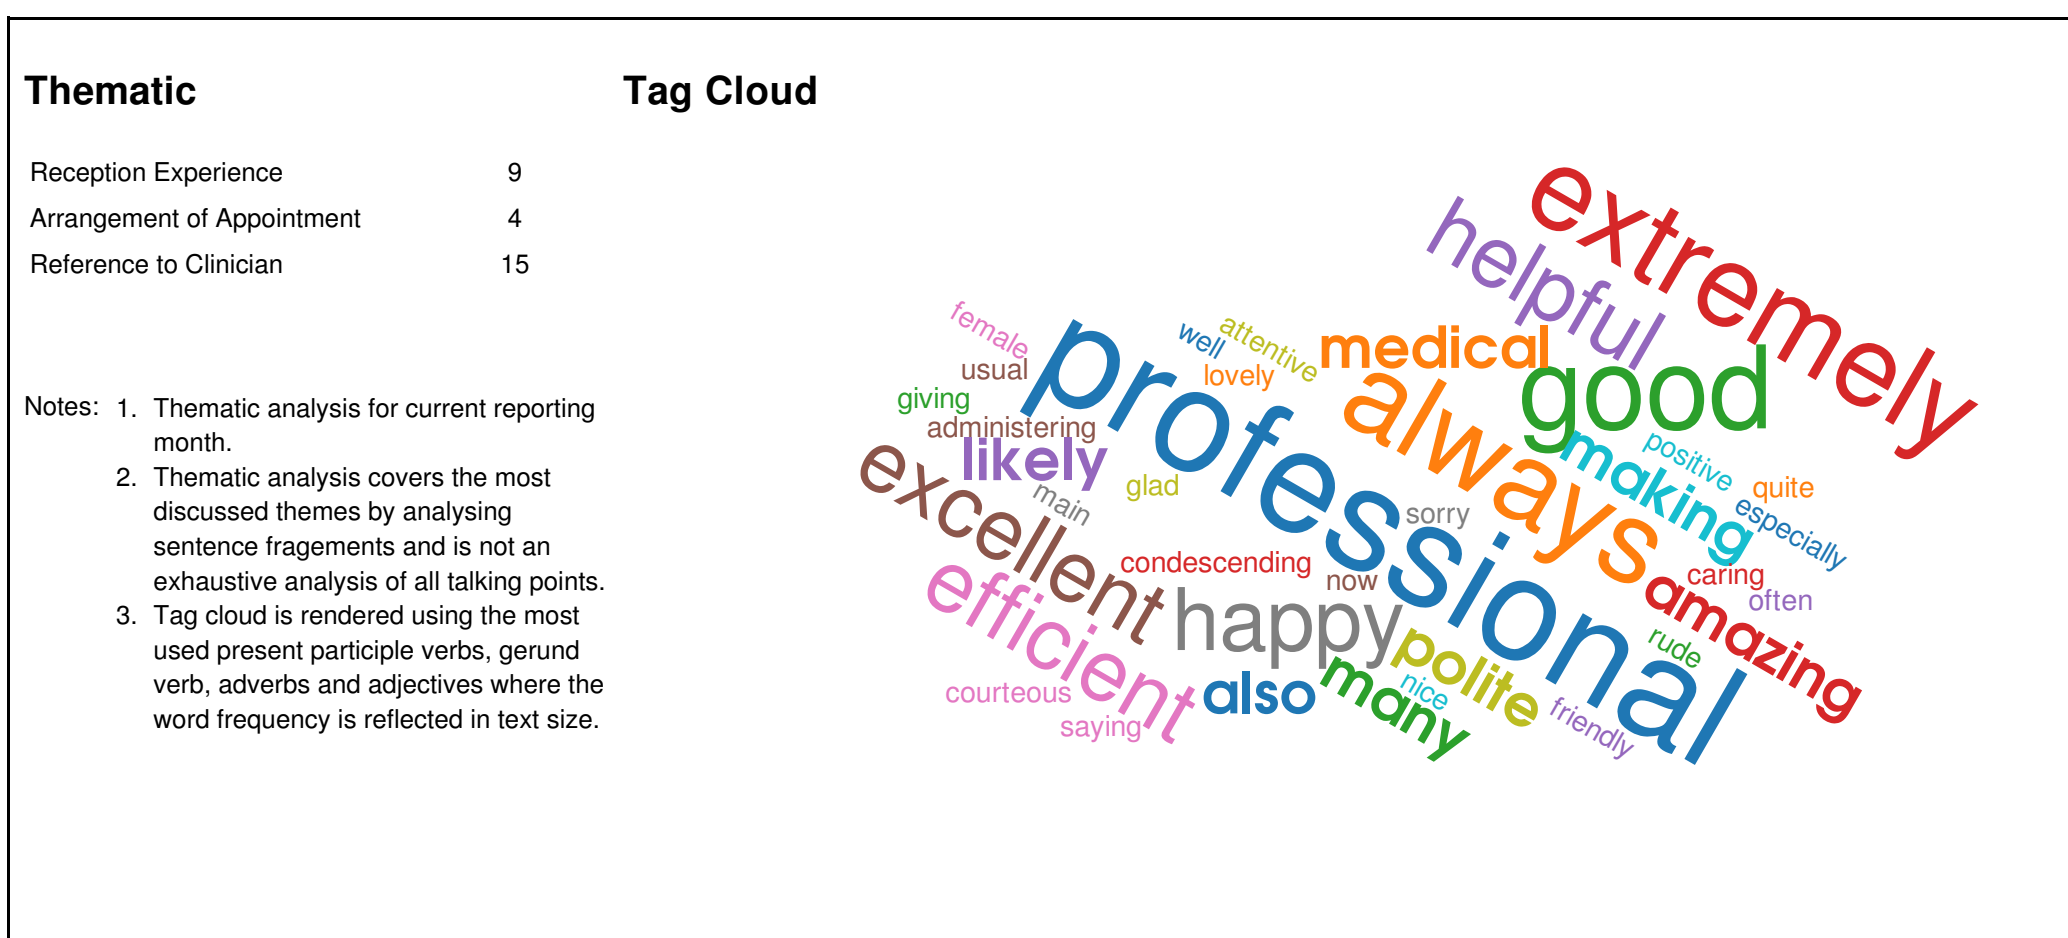 Thematic
Tag Cloud
Reception Experience 9
Arrangement of Appointment 4
Reference to Clinician 15
Notes: 1. Thematic analysis for current reporting
month.
2. Thematic analysis covers the most
discussed themes by analysing
sentence fragements and is not an
exhaustive analysis of all talking points.
3. Tag cloud is rendered using the most
used present participle verbs, gerund
verb, adverbs and adjectives where the
word frequency is reflected in text size.
extremely
helpful
female
well
attentive
medical
usual
lovely
good
professional
always
giving
administering
likely
excellent
main
glad
making
positive
quite
especially
sorry
condescending
now
caring
often
efficient
happy
amazing
polite
rude
courteous
also
many
nice
friendly
saying